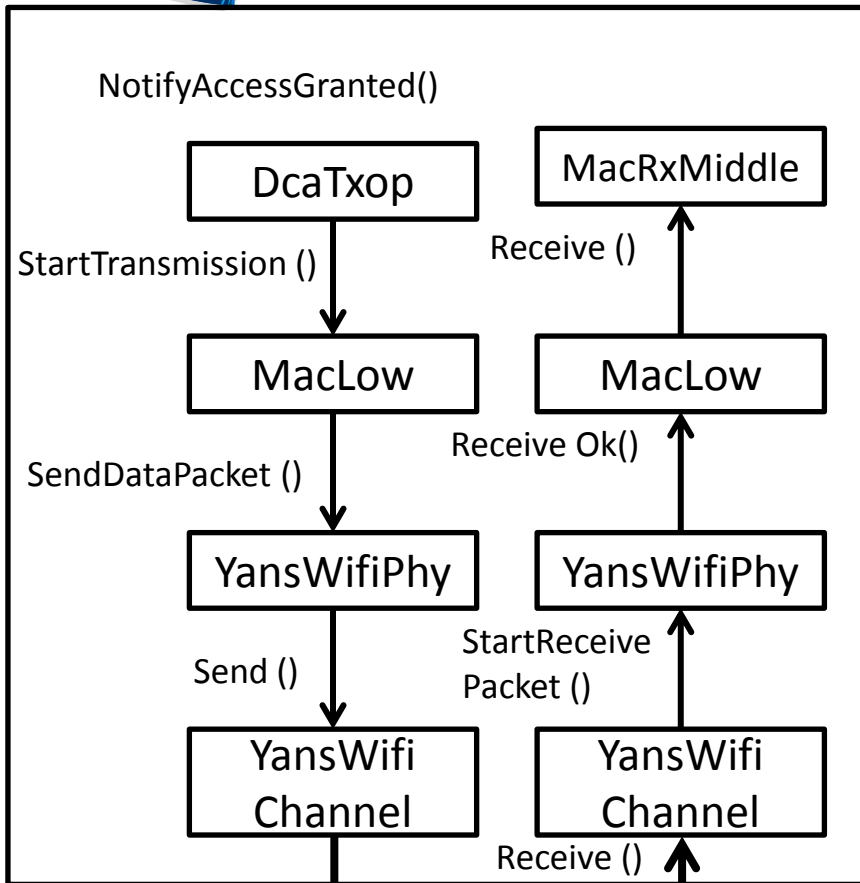 NotifyAccessGranted()
DcaTxop
StartTransmission ()
MacLow
SendDataPacket ()
YansWifiPhy
Send ()
YansWifi
Channel
MacRxMiddle
Receive ()
MacLow
Receive Ok()
YansWifiPhy
StartReceive
Packet ()
YansWifi
Channel
Receive ()